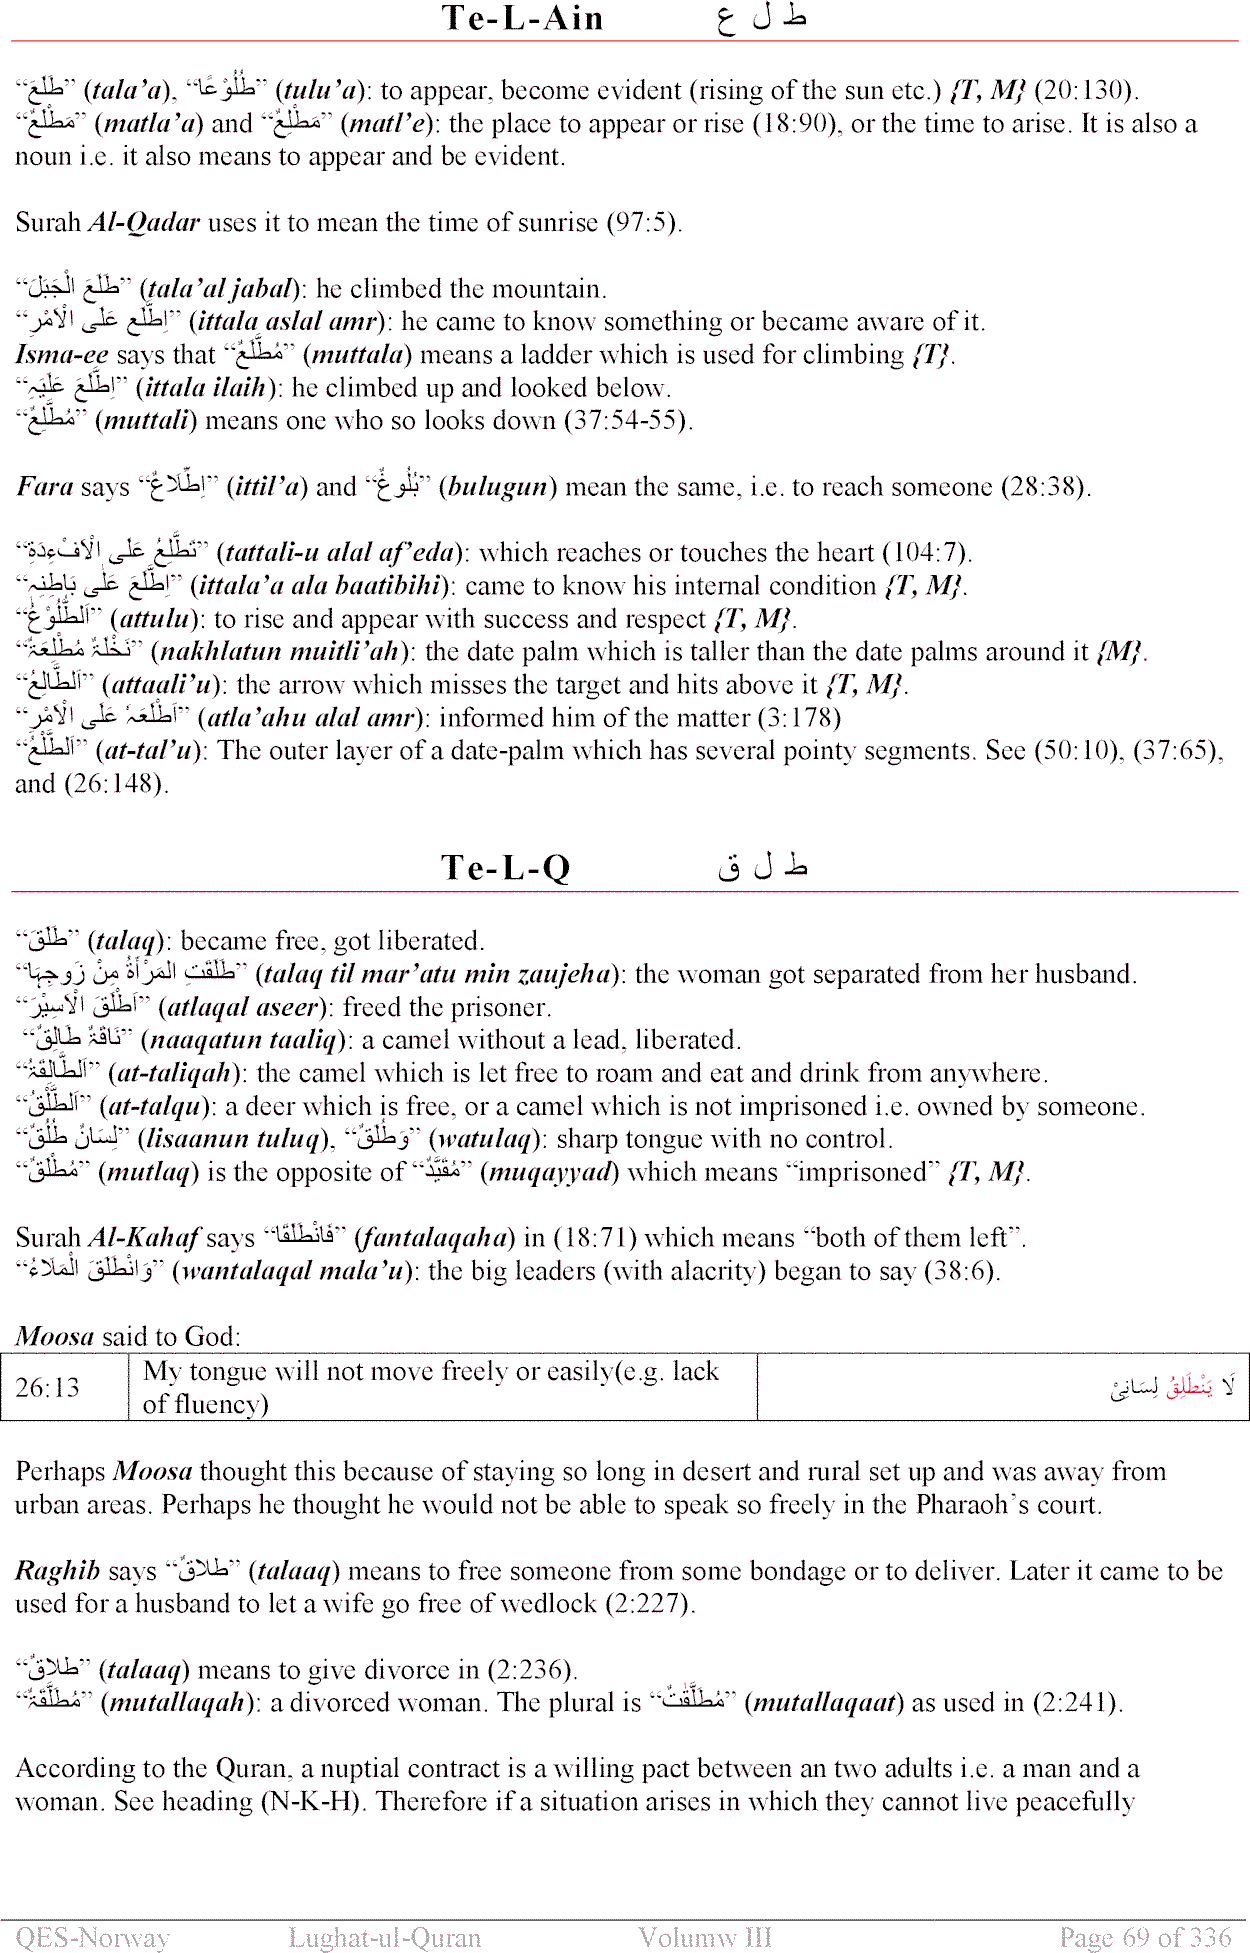 Te-L-Ain ط ل ع
“طَلَعَ” (tala’a), “طُلُوْعًا” (tulu’a): to appear, become evident (rising of the sun etc.) {T, M} (20:130).
“مَطْلَعٌ” (matla’a) and “مَطْلِعٌ” (matl’e): the place to appear or rise (18:90), or the time to arise. It is also a
noun i.e. it also means to appear and be evident.
Surah Al-Qadar uses it to mean the time of sunrise (97:5).
“طَلَعَ الْجَبَلَ” (tala’al jabal): he climbed the mountain.
“اِطَّلَع عَلَى الْاَمْرِ” (ittala aslal amr): he came to know something or became aware of it.
Isma-ee says that “مُطَّلَعٌ” (muttala) means a ladder which is used for climbing {T}.
“اِطَّلَعَ عَلَيْہِ” (ittala ilaih): he climbed up and looked below.
“مُطَّلِعٌ” (muttali) means one who so looks down (37:54-55).
Fara says “اِطِّلَاعٌ” (ittil’a) and “بُلُوغٌ” (bulugun) mean the same, i.e. to reach someone (28:38).
“تَطَّلِعُ عَلَى الْاَفْءِدَةِ” (tattali-u alal af’eda): which reaches or touches the heart (104:7).
“اِطَّلَعَ عَلٰی بَاطِنِہٖ” (ittala’a ala baatibihi): came to know his internal condition {T, M}.
“اَلطُّلُوْعُ” (attulu): to rise and appear with success and respect {T, M}.
“نَخْلَۃٌ مُطْلِعَۃٌ” (nakhlatun muitli’ah): the date palm which is taller than the date palms around it {M}.
“اَلطَّالِعُ” (attaali’u): the arrow which misses the target and hits above it {T, M}.
“اَطْلَعَہٗ عَلَى الْاَمْرِ” (atla’ahu alal amr): informed him of the matter (3:178)
“اَلطَّلْعُ” (at-tal’u): The outer layer of a date-palm which has several pointy segments. See (50:10), (37:65),
and (26:148).
Te-L-Q ط ل ق
“طَلَقَ” (talaq): became free, got liberated.
“طَلَقَتِ المَرْأَةُ مِنْ زَوجِہَا” (talaq til mar’atu min zaujeha): the woman got separated from her husband.
“اَطْلَقَ الْاَسِيْرَ” (atlaqal aseer): freed the prisoner.
“نَاقَۃٌ طَالِقٌ” (naaqatun taaliq): a camel without a lead, liberated.
“اَلطَّالِقَۃُ” (at-taliqah): the camel which is let free to roam and eat and drink from anywhere.
“اَلطَّلْقُ” (at-talqu): a deer which is free, or a camel which is not imprisoned i.e. owned by someone.
“لِسَانٌ طُلُقٌ” (lisaanun tuluq), “وَطُلَقٌ” (watulaq): sharp tongue with no control.
“مُطْلَقٌ” (mutlaq) is the opposite of “مُقَيَّدٌ” (muqayyad) which means “imprisoned” {T, M}.
Surah Al-Kahaf says “فَانْطَلَقَا” (fantalaqaha) in (18:71) which means “both of them left”.
“وَانْطَلَقَ الْمَلَاءُ” (wantalaqal mala’u): the big leaders (with alacrity) began to say (38:6).
Moosa said to God:
26:13 My tongue will not move freely or easily(e.g. lack of fluency) لَا يَنْطَلِقُ لِسَانِیْ
Perhaps Moosa thought this because of staying so long in desert and rural set up and was away from
urban areas. Perhaps he thought he would not be able to speak so freely in the Pharaoh’s court.
Raghib says “طلاقٌ” (talaaq) means to free someone from some bondage or to deliver. Later it came to be
used for a husband to let a wife go free of wedlock (2:227).
“طلاقٌ” (talaaq) means to give divorce in (2:236).
“مُطَلَّقَۃٌ” (mutallaqah): a divorced woman. The plural is “مُطَلَّقٰتٌ” (mutallaqaat) as used in (2:241).
According to the Quran, a nuptial contract is a willing pact between an two adults i.e. a man and a
woman. See heading (N-K-H). Therefore if a situation arises in which they cannot live peacefully
QES-Norway Lughat-ul-Quran Volumw III Page 69 of 336